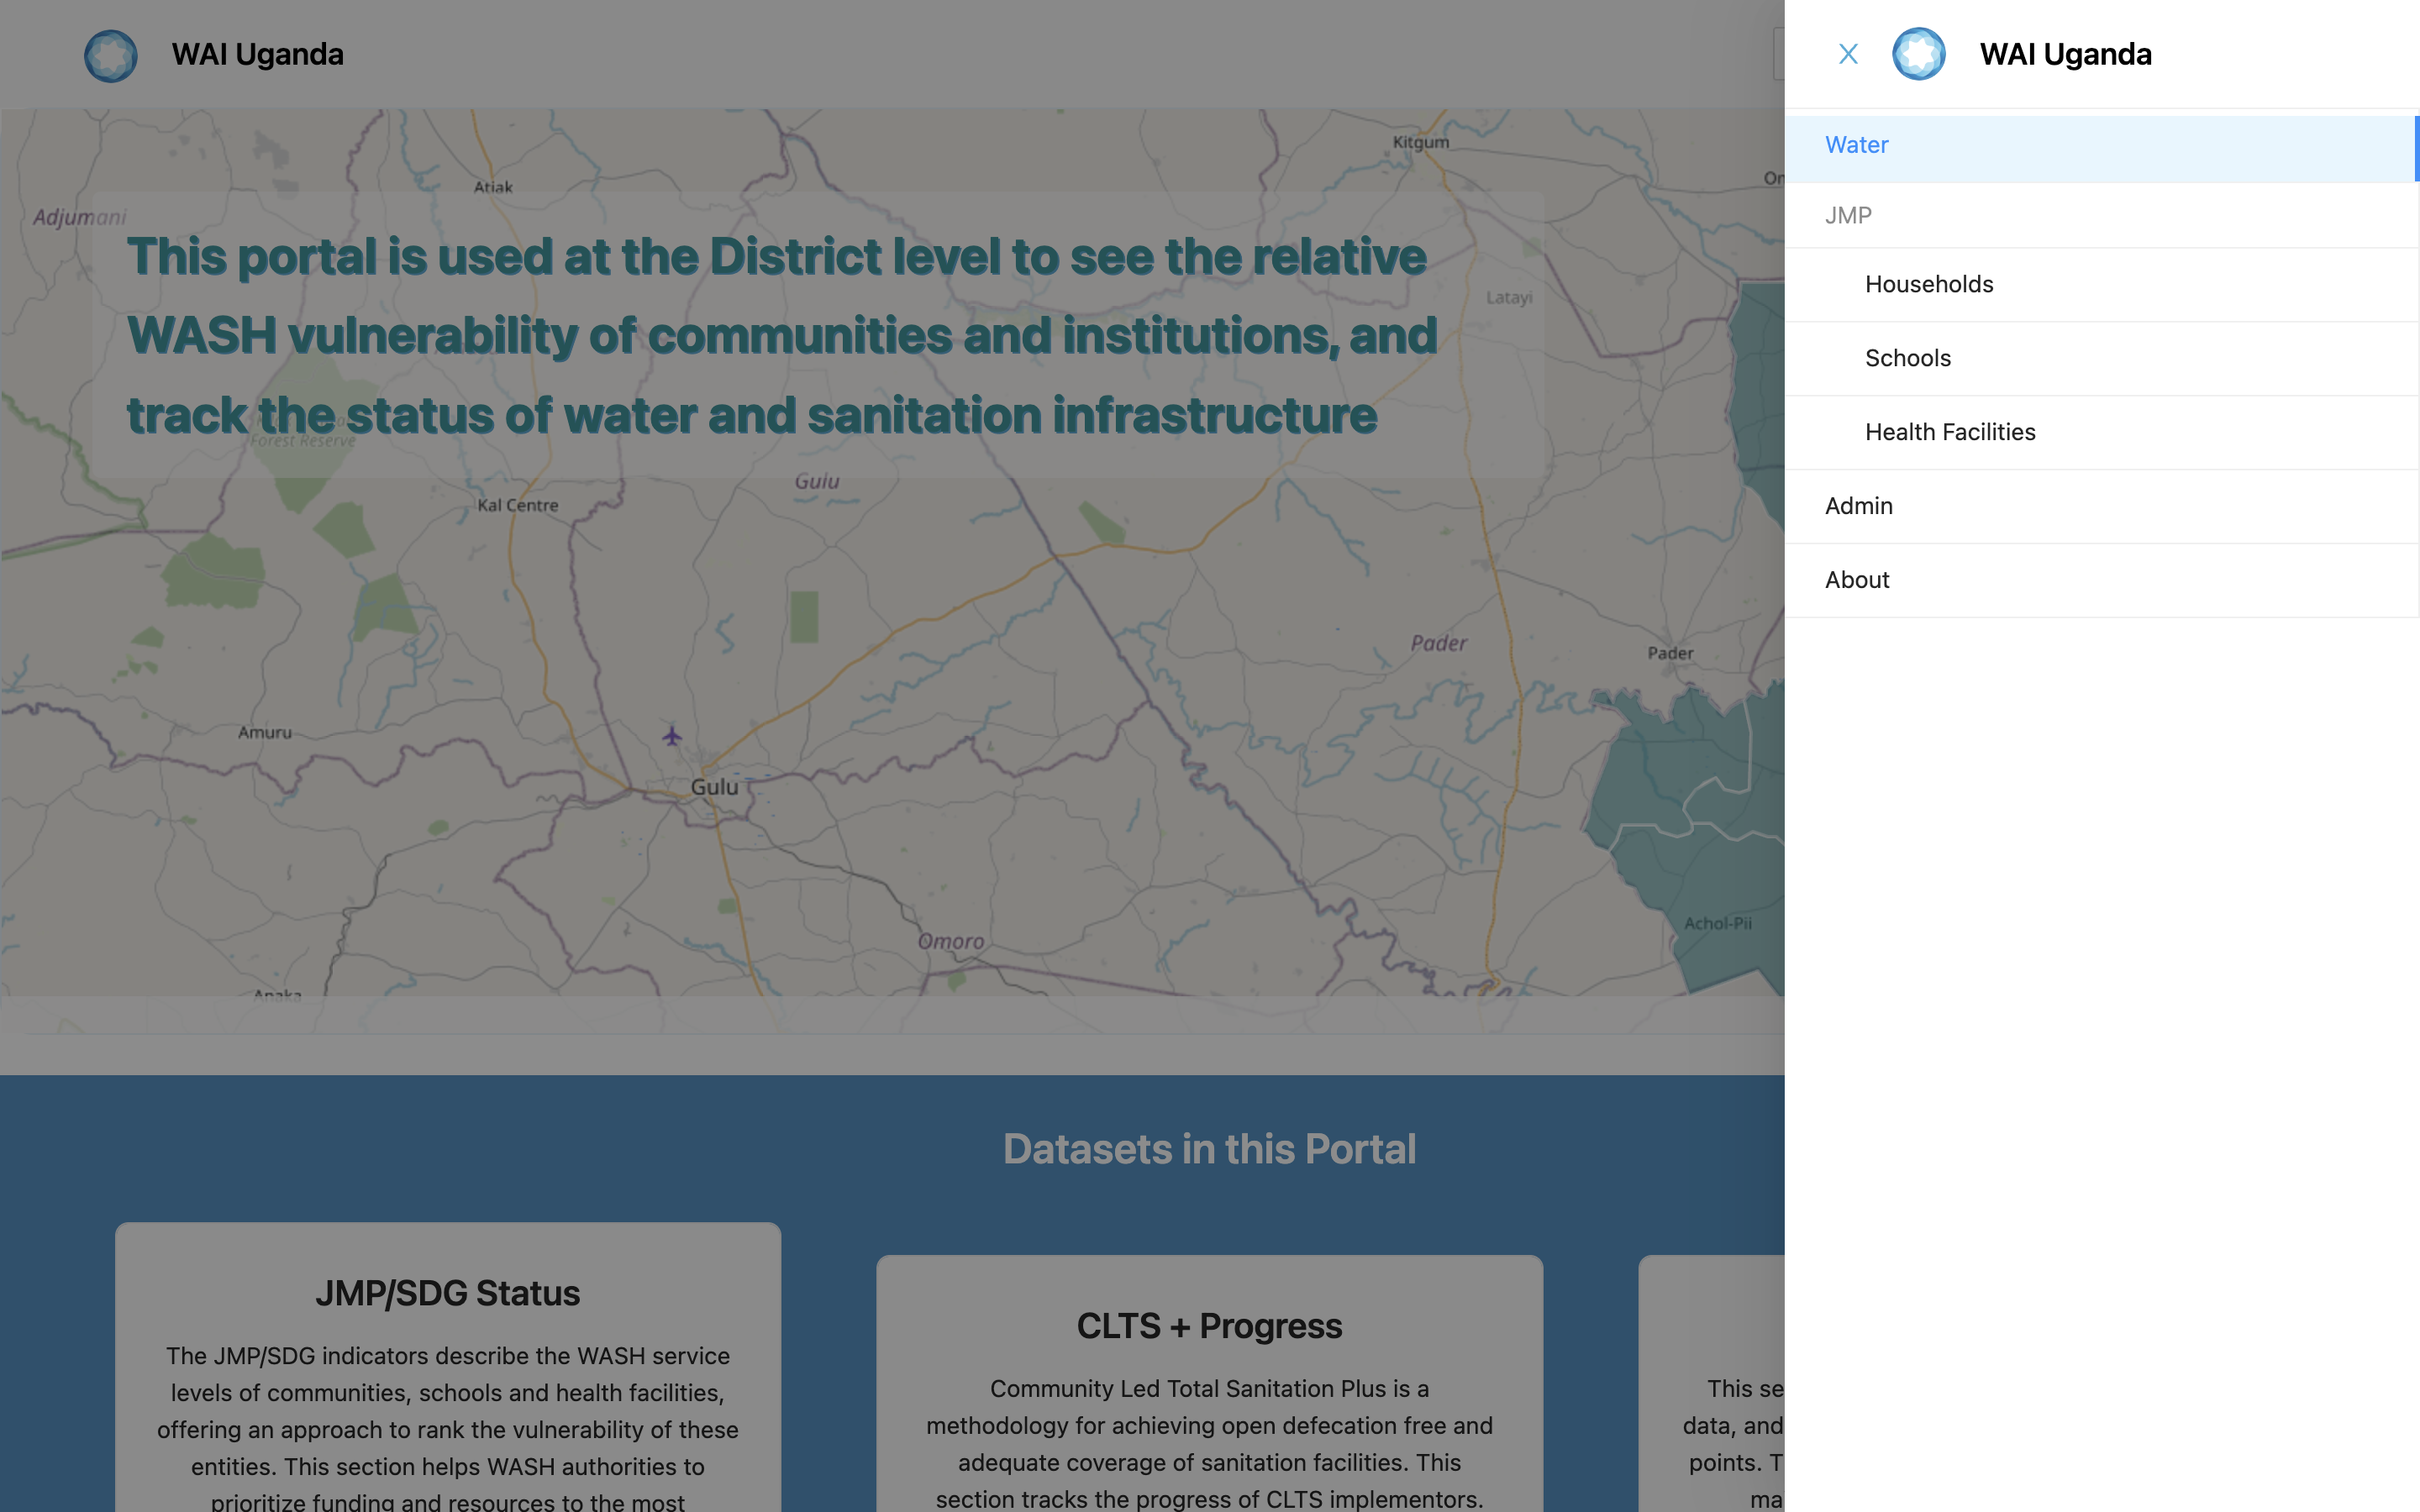 WAI Uganda
This portal is used at the District level to see the relative
WASH vulnerability of communities and institutions, and
track the status of water and sanitation infrastructure
Adjumani
Atiak
Kitgum
Latayi
Forest Reserve
Kal Centre
Gulu
Pader
Pader
Amuru
Gulu
Omoro
Achol-Pii
Anaka
Datasets in this Portal
JMP/SDG Status
The JMP/SDG indicators describe the WASH service
levels of communities, schools and health facilities,
offering an approach to rank the vulnerability of these
entities. This section helps WASH authorities to
prioritize funding and resources to the most
CLTS + Progress
Community Led Total Sanitation Plus is a
methodology for achieving open defecation free and
adequate coverage of sanitation facilities. This
section tracks the progress of CLTS implementors.
This se
data, and
points. T
ma
X
WAI Uganda
Water
JMP
Households
Schools
Health Facilities
Admin
About